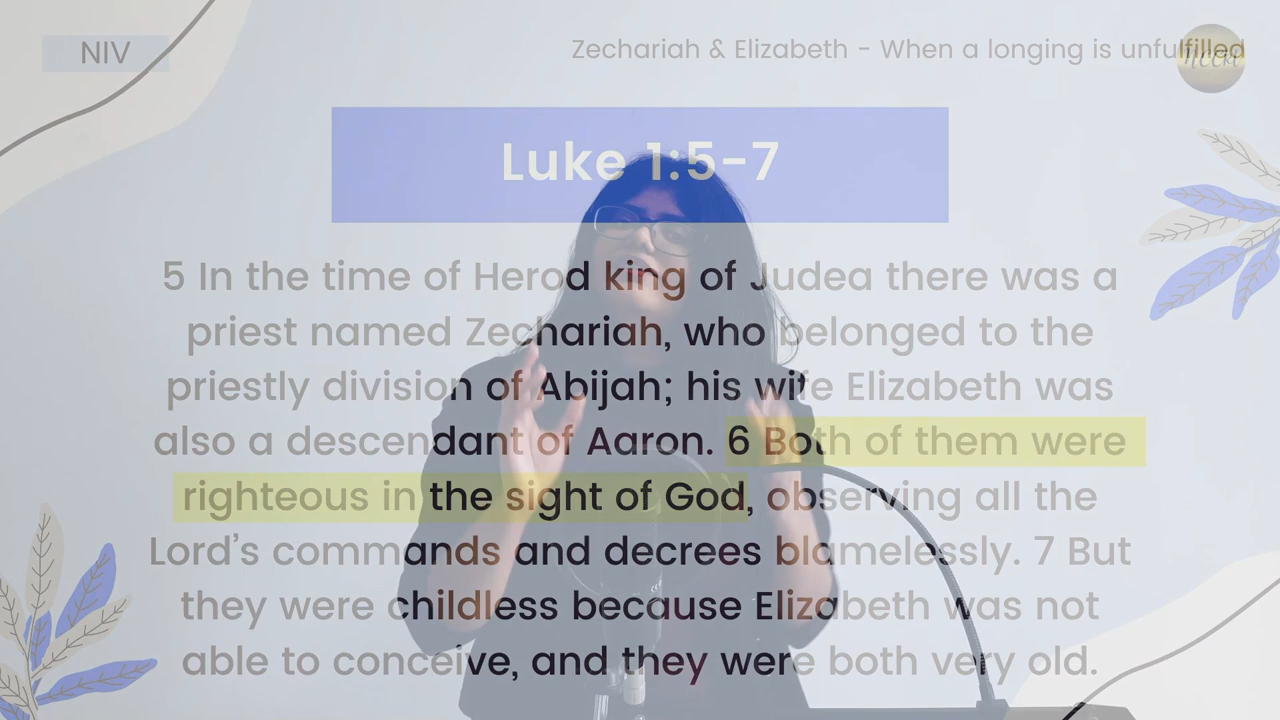 NIV
Zechariah & Elizabeth - When a longing is unfulfilled
Luke 1:5-7
5 In the time of Herod king of Judea there was a
priest named Zechariah, who belonged to the
priestly division of Abijah; his wife Elizabeth was
also a descendant of Aaron. 6 Both of them were
righteous in the sight of God, observing all the
Lord's commands and decrees blamelessly. 7 But
they were childless because Elizabeth was not
able to conceive, and they were both very old.